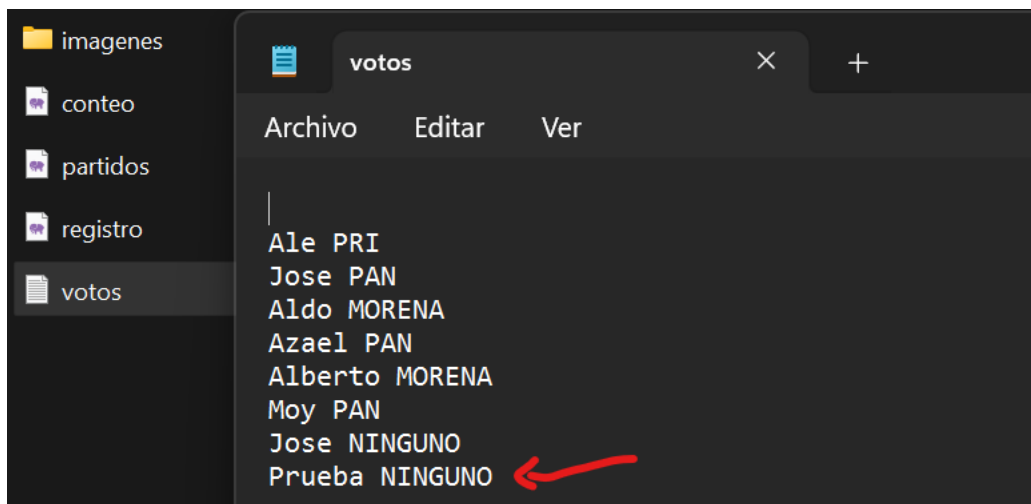 imagenes
conteo
partidos
registro
votos
votos
Archivo Editar Ver
Ale PRI
Jose PAN
Aldo MORENA
Azael PAN
Alberto MORENA
Moy PAN
Jose NINGUNO
Prueba NINGUNO